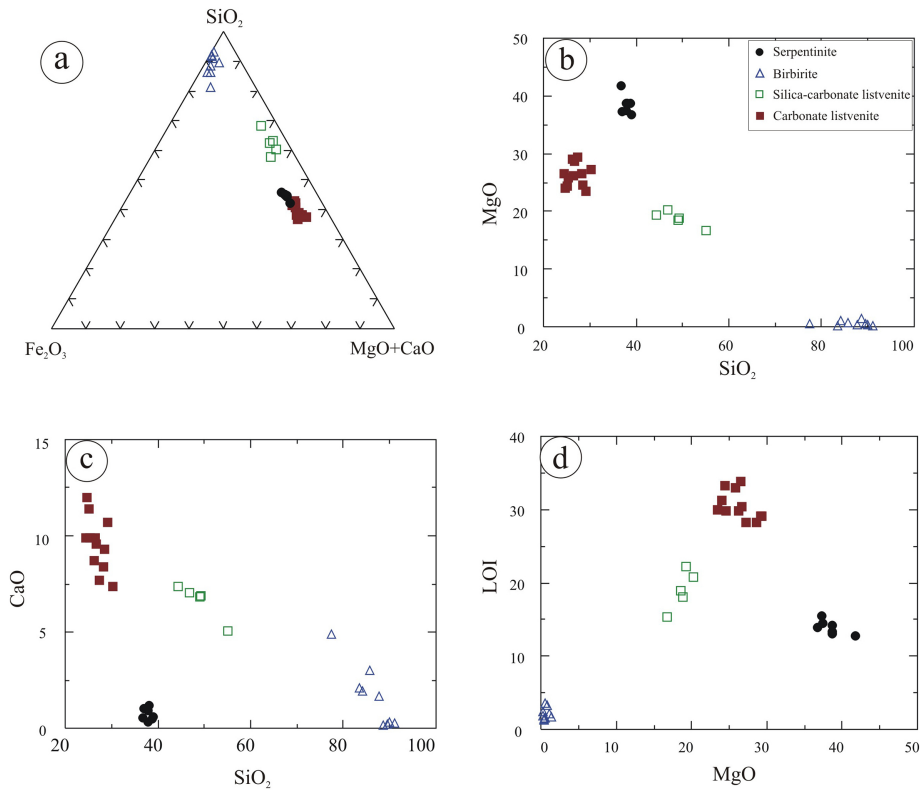 a
SiO₂
Fe₂O₃
MgO+CaO
b
50
40
30
20
10
0
MgO
20
40
60
80
100
SiO₂
Serpentinite
Birbirite
Silica-carbonate listvenite
Carbonate listvenite
c
15
10
5
0
CaO
20
40
60
80
100
SiO₂
d
40
30
20
10
0
LOI
0
10
20
30
40
50
MgO